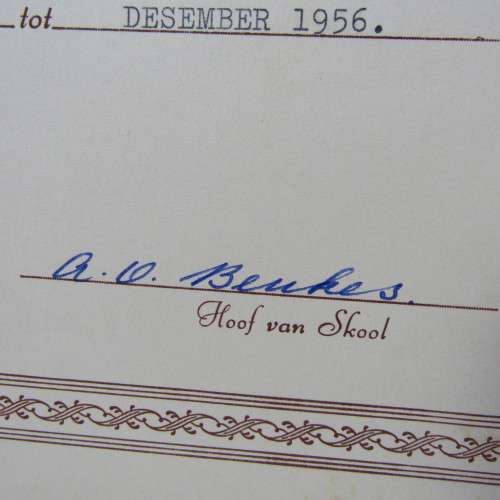 tot DESEMBER 1956.
A. O. Beukes.
Hoof van Skool